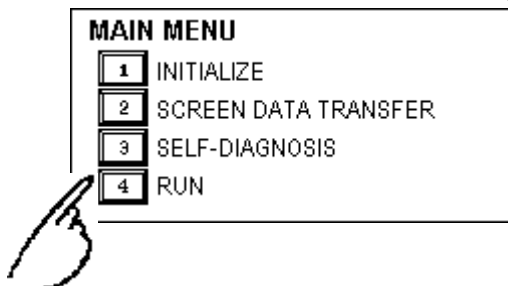 MAIN MENU
1 INITIALIZE
2 SCREEN DATA TRANSFER
3 SELF-DIAGNOSIS
4 RUN